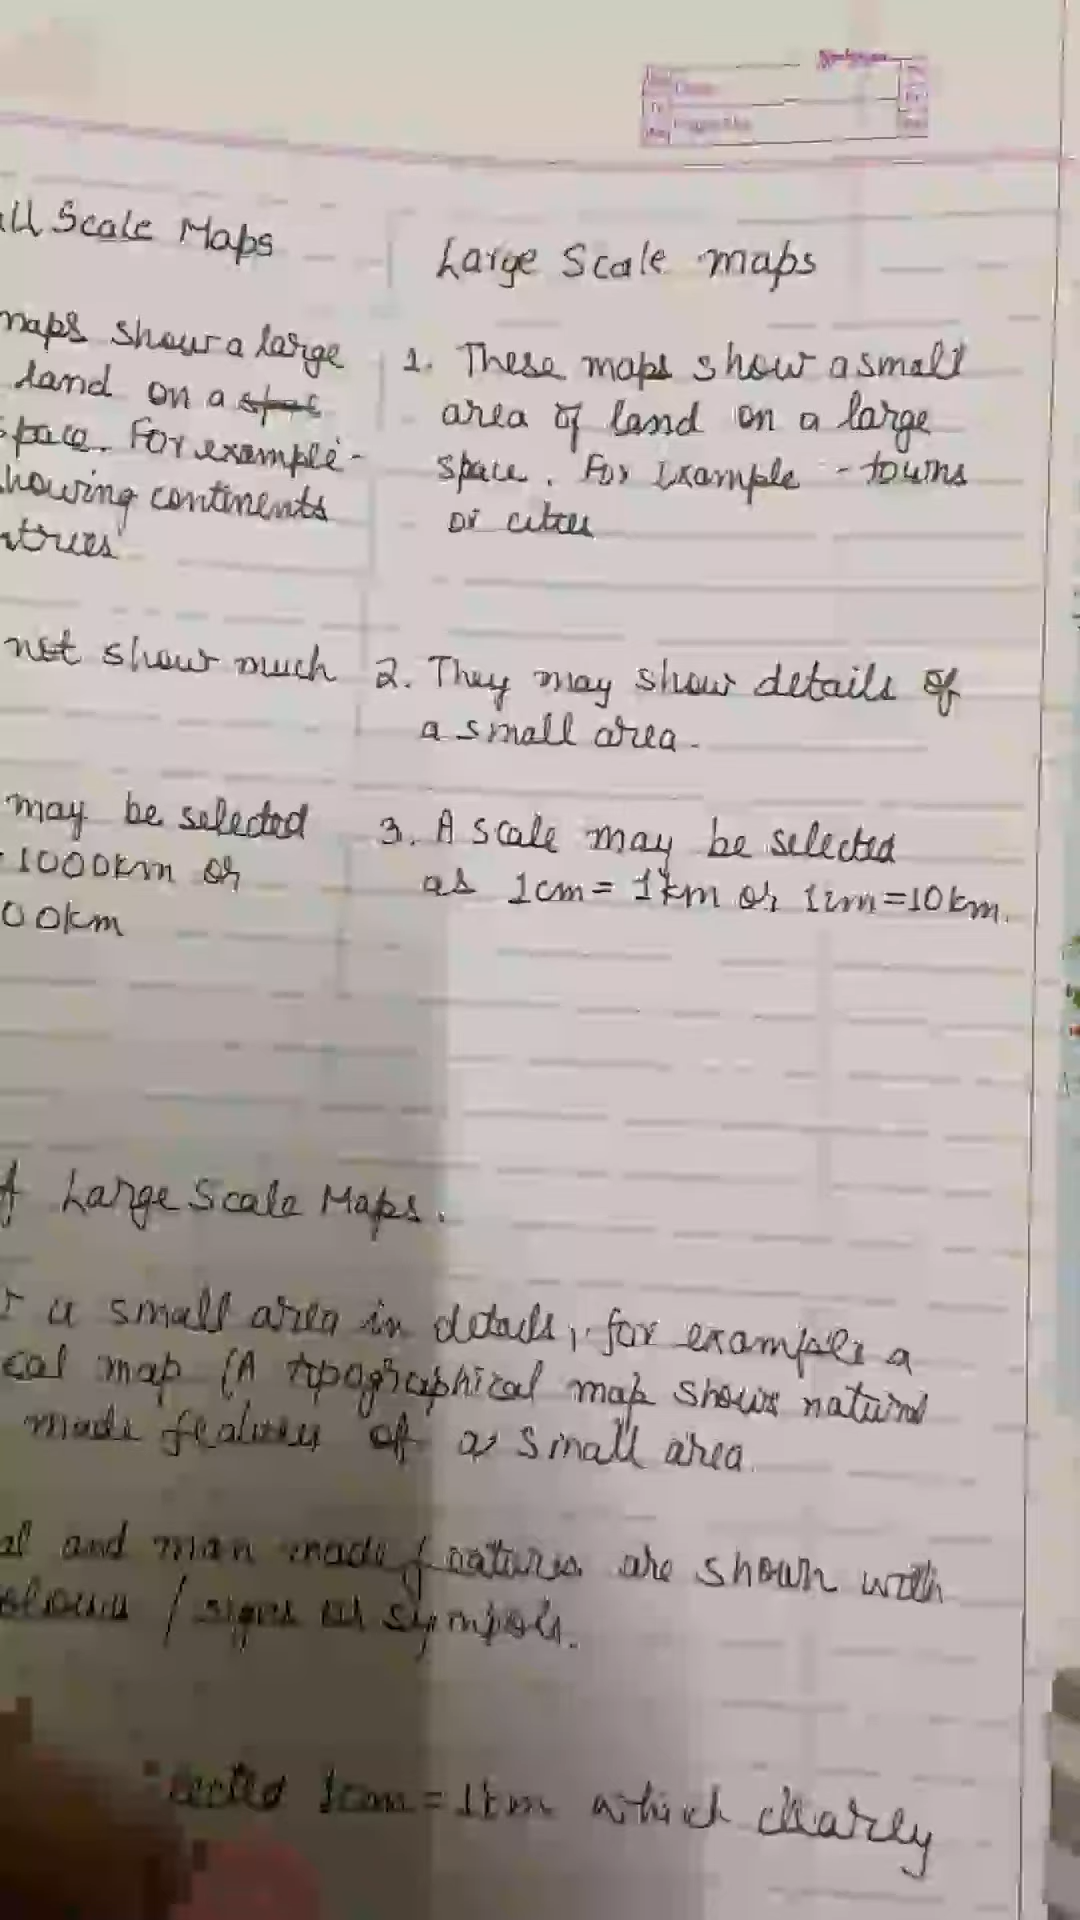 all Scale Maps
Large Scale maps
maps show a large
land on a
space. For example -
showing continents
1. These maps show a small
area of land on a large
space. For Example - towns
or cities
not show much
2. They may show details of
a small area.
may be selected
1000km or
00km
3. A scale may be selected
as 1cm = 1km or 1cm=10km.
f Large Scale Maps.
a small area in details, for example a
cal map (A topographical map shows natural
made features of a small area.
al and man made features are shown with
/ signs or symbols.
1cm = 1km which clearly